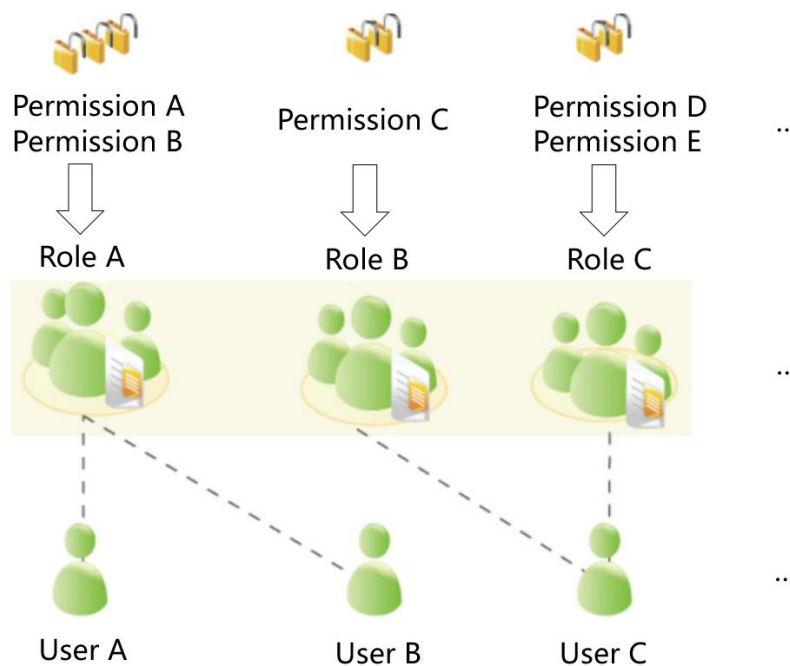 Permission A
Permission B
Permission C
Permission D
Permission E
..
Role A
Role B
Role C
..
..
User A
User B
User C